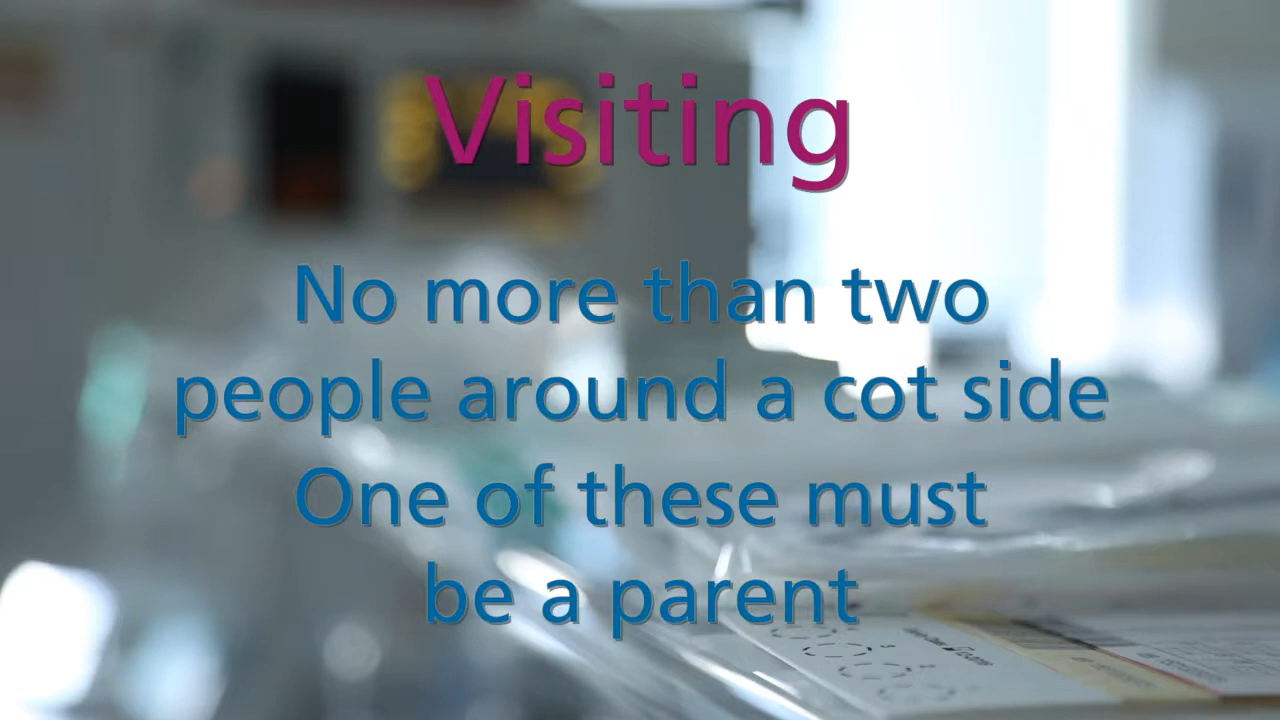 Visiting
No more than two
people around a cot side
One of these must
be a parent